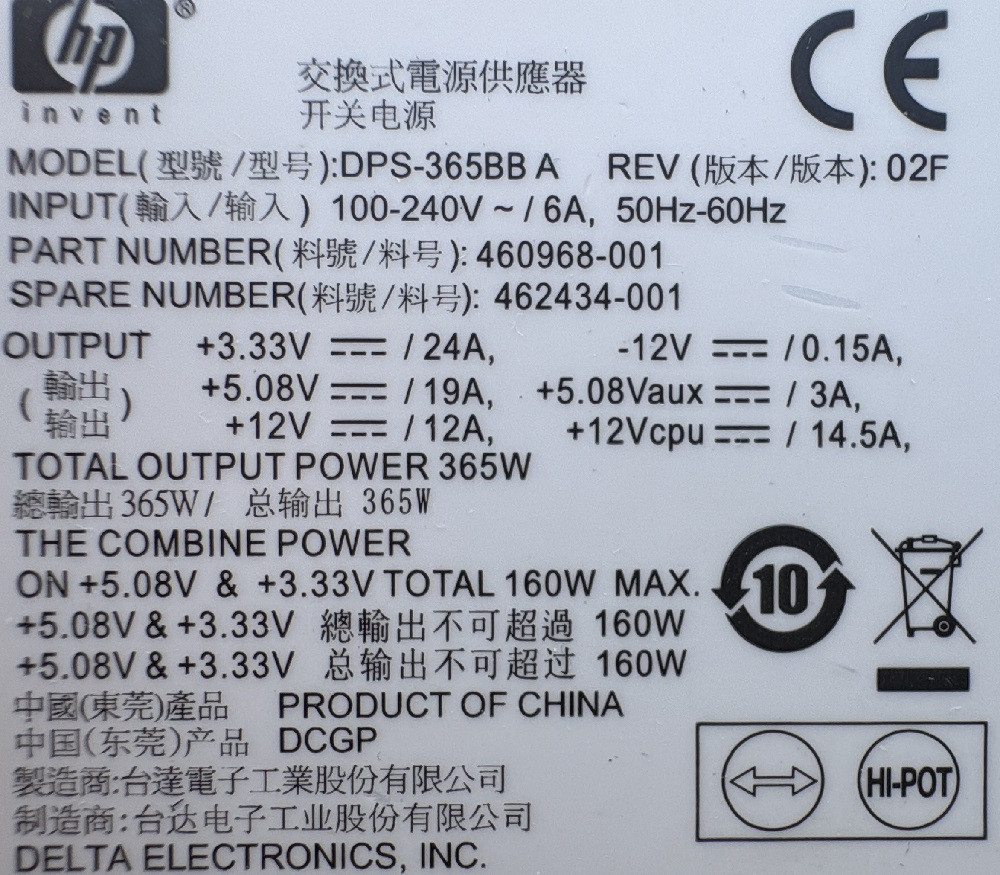 hp ®
invent
交換式電源供應器
开关电源
CE
MODEL(型號/型号):DPS-365BB A REV (版本/版本): 02F
INPUT(輸入/输入) 100-240V ~ / 6A, 50Hz-60Hz
PART NUMBER(料號/料号): 460968-001
SPARE NUMBER(料號/料号): 462434-001
OUTPUT +3.33V ⎓ / 24A, -12V ⎓ / 0.15A,
(輸出 +5.08V ⎓ / 19A, +5.08Vaux ⎓ / 3A,
输出) +12V ⎓ / 12A, +12Vcpu ⎓ / 14.5A,
TOTAL OUTPUT POWER 365W
總輸出 365W / 总输出 365W
THE COMBINE POWER
ON +5.08V & +3.33V TOTAL 160W MAX.
+5.08V & +3.33V 總輸出不可超過 160W
+5.08V & +3.33V 总输出不可超过 160W
10
中國(東莞)產品 PRODUCT OF CHINA
中国(东莞)产品 DCGP
製造商:台達電子工業股份有限公司
制造商:台达电子工业股份有限公司
DELTA ELECTRONICS, INC.
HI-POT